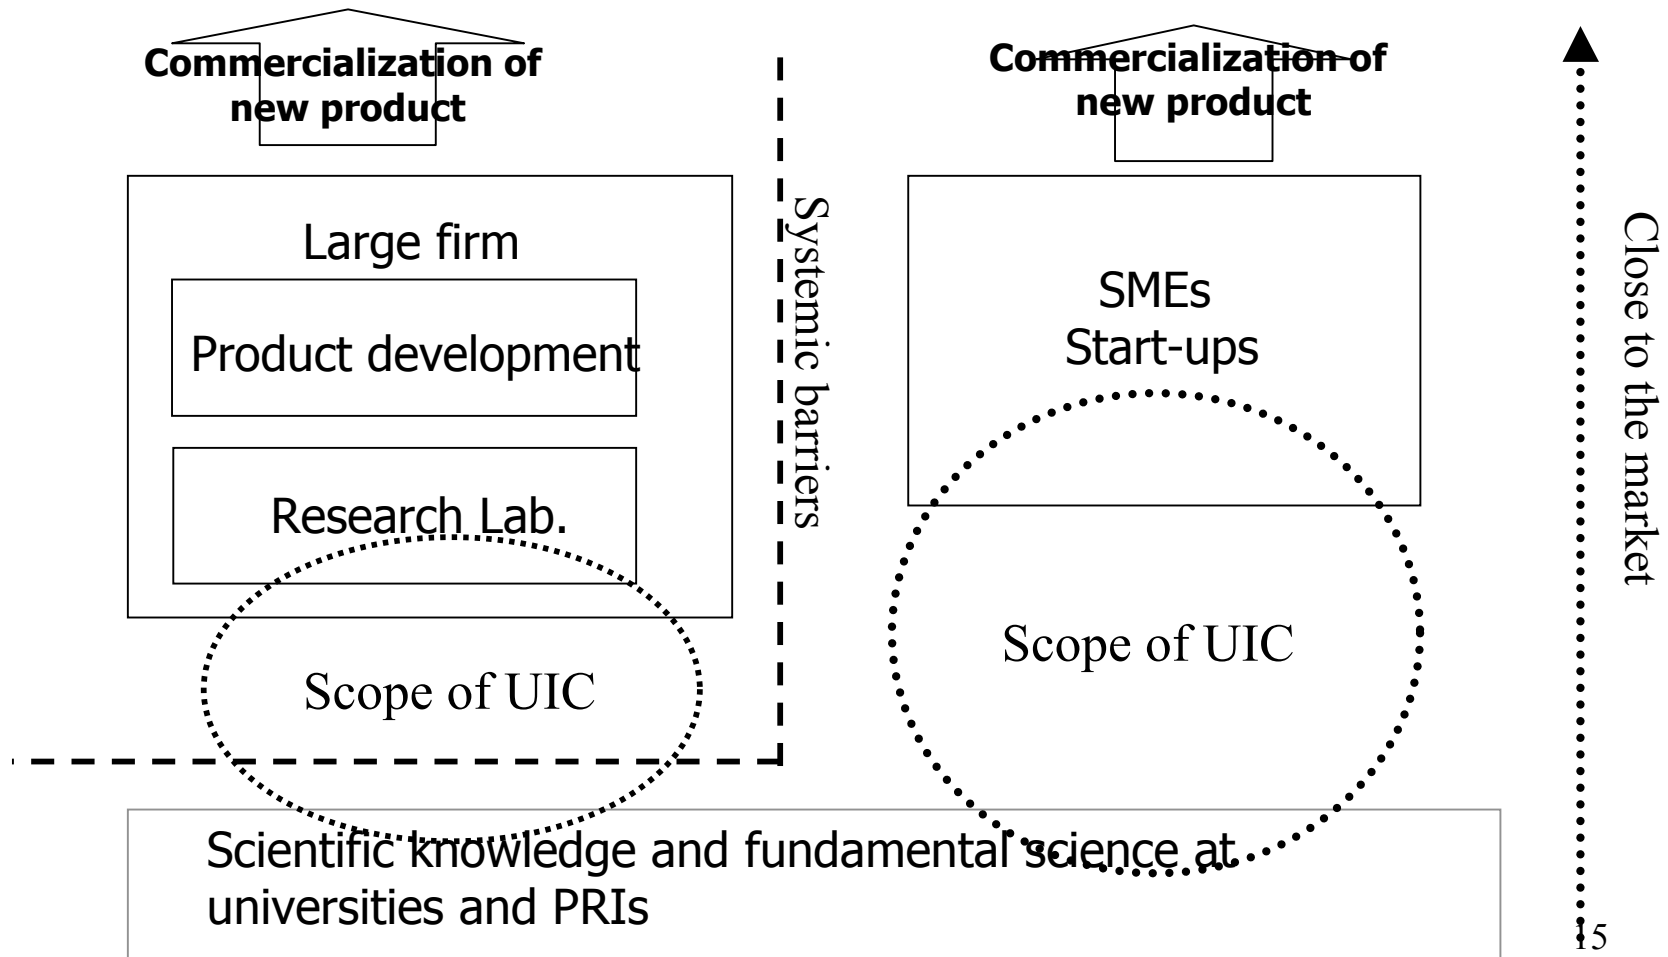 Commercialization of
new product
Commercialization of
new product
Large firm
Product development
Research Lab.
Scope of UIC
Systemic barriers
SMEs
Start-ups
Scope of UIC
Close to the market
Scientific knowledge and fundamental science at
universities and PRIs
15